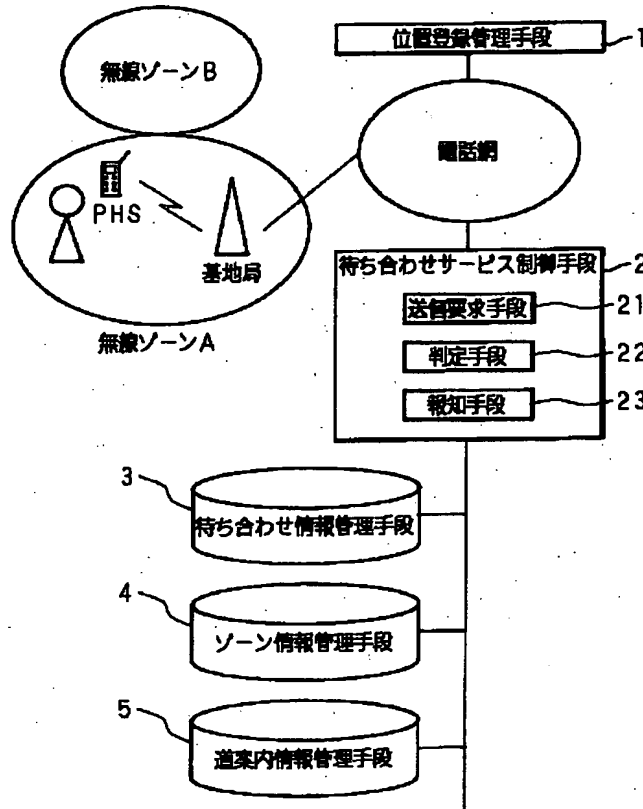 無線ゾーンB
位置登録管理手段
1
電話網
PHS
基地局
無線ゾーンA
待ち合わせサービス制御手段
2
送信要求手段
21
判定手段
22
報知手段
23
3
待ち合わせ情報管理手段
4
ゾーン情報管理手段
5
道案内情報管理手段